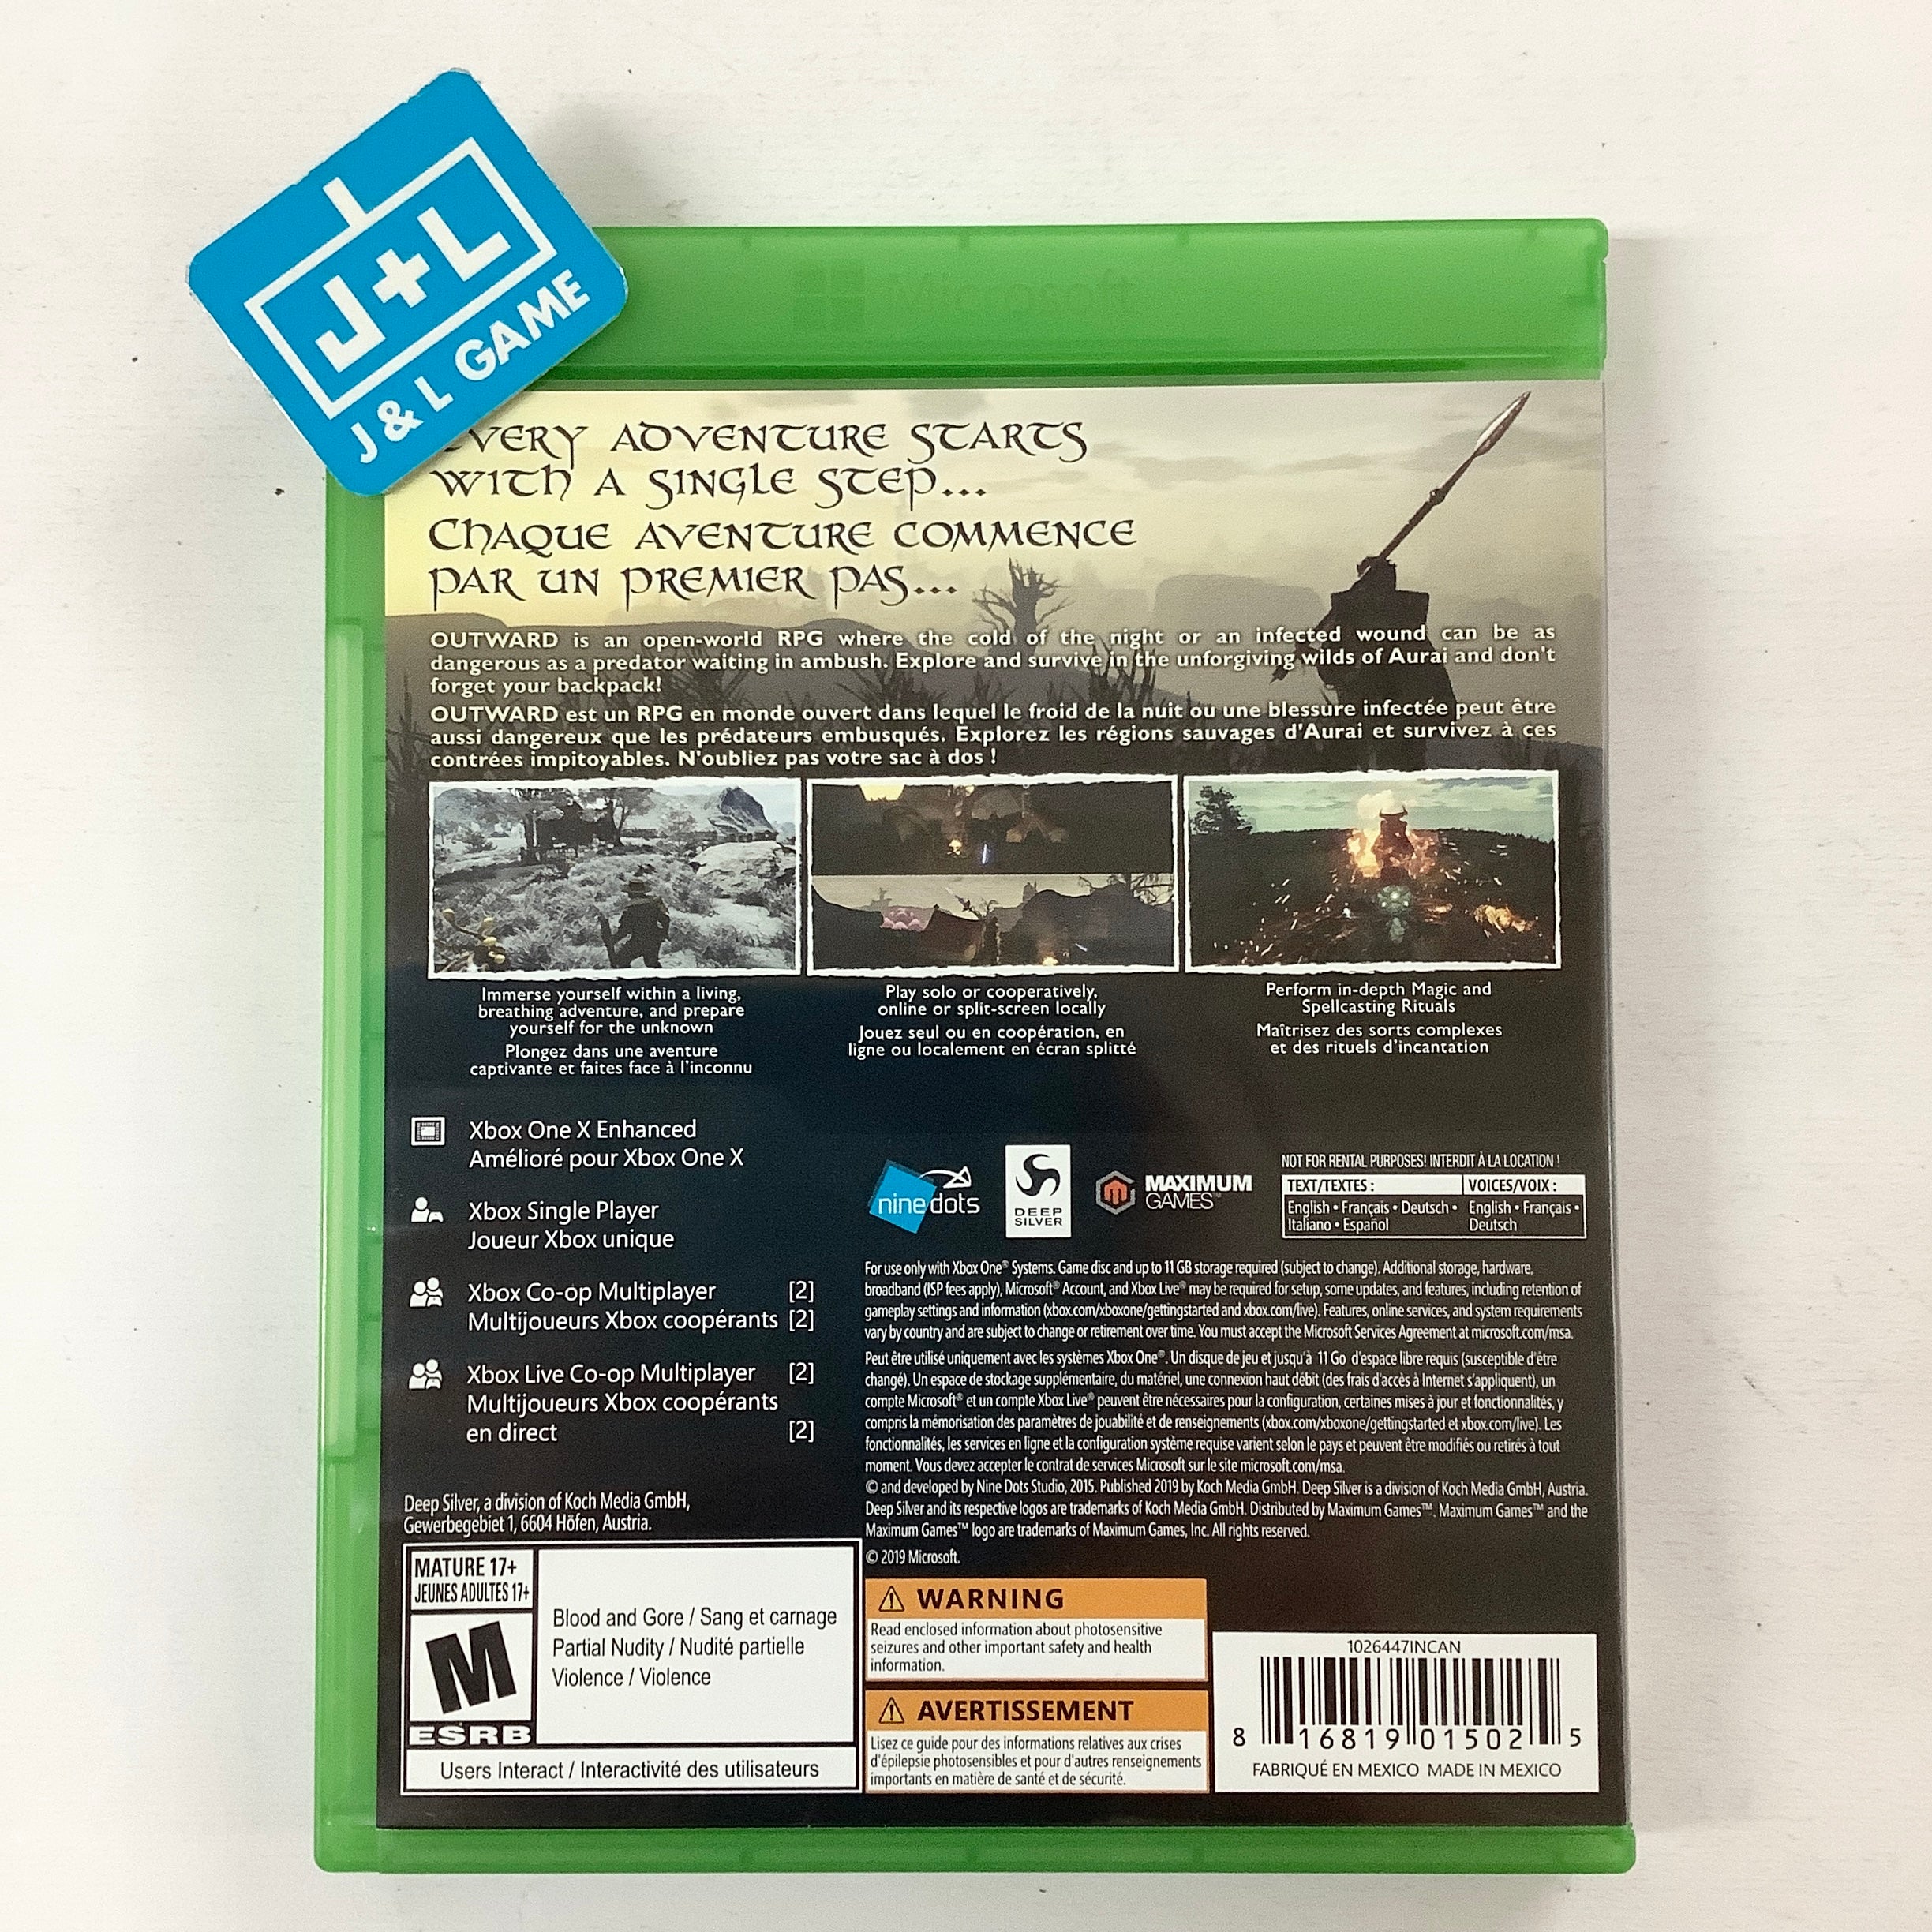 J+L
J & L GAME
Microsoft
VERY ADVENTURE STARTS
WITH A SINGLE STEP...
CHAQUE AVENTURE COMMENCE
PAR UN PREMIER PAS...
OUTWARD is an open-world RPG where the cold of the night or an infected wound can be as
dangerous as a predator waiting in ambush. Explore and survive in the unforgiving wilds of Aurai and don't
forget your backpack!
OUTWARD est un RPG en monde ouvert dans lequel le froid de la nuit ou une blessure infectée peut être
aussi dangereux que les prédateurs embusqués. Explorez les régions sauvages d'Aurai et survivez à ces
contrées impitoyables. N'oubliez pas votre sac à dos !
Immerse yourself within a living,
breathing adventure, and prepare
yourself for the unknown
Plongez dans une aventure
captivante et faites face à l'inconnu
Play solo or cooperatively,
online or split-screen locally
Jouez seul ou en coopération, en
ligne ou localement en écran splitté
Perform in-depth Magic and
Spellcasting Rituals
Maîtrisez des sorts complexes
et des rituels d'incantation
Xbox One X Enhanced
Amélioré pour Xbox One X
Xbox Single Player
Joueur Xbox unique
Xbox Co-op Multiplayer [2]
Multijoueurs Xbox coopérants [2]
Xbox Live Co-op Multiplayer [2]
Multijoueurs Xbox coopérants
en direct [2]
Deep Silver, a division of Koch Media GmbH,
Gewerbegebiet 1, 6604 Höfen, Austria.
ninedots
DEEP
SILVER
MAXIMUM
GAMES™
NOT FOR RENTAL PURPOSES! INTERDIT À LA LOCATION !
TEXT/TEXTES : VOICES/VOIX :
English • Français • Deutsch • English • Français •
Italiano • Español Deutsch
For use only with Xbox One® Systems. Game disc and up to 11 GB storage required (subject to change). Additional storage, hardware,
broadband (ISP fees apply), Microsoft® Account, and Xbox Live® may be required for setup, some updates, and features, including retention of
gameplay settings and information (xbox.com/xboxone/gettingstarted and xbox.com/live). Features, online services, and system requirements
vary by country and are subject to change or retirement over time. You must accept the Microsoft Services Agreement at microsoft.com/msa.
Peut être utilisé uniquement avec les systèmes Xbox One®. Un disque de jeu et jusqu'à 11 Go d'espace libre requis (susceptible d'être
changé). Un espace de stockage supplémentaire, du matériel, une connexion haut débit (des frais d'accès à Internet s'appliquent), un
compte Microsoft® et un compte Xbox Live® peuvent être nécessaires pour la configuration, certaines mises à jour et fonctionnalités, y
compris la mémorisation des paramètres de jouabilité et de renseignements (xbox.com/xboxone/gettingstarted et xbox.com/live). Les
fonctionnalités, les services en ligne et la configuration système requise varient selon le pays et peuvent être modifiés ou retirés à tout
moment. Vous devez accepter le contrat de services Microsoft sur le site microsoft.com/msa.
© and developed by Nine Dots Studio, 2015. Published 2019 by Koch Media GmbH. Deep Silver is a division of Koch Media GmbH, Austria.
Deep Silver and its respective logos are trademarks of Koch Media GmbH. Distributed by Maximum Games™. Maximum Games™ and the
Maximum Games™ logo are trademarks of Maximum Games, Inc. All rights reserved.
© 2019 Microsoft.
MATURE 17+
JEUNES ADULTES 17+
M
ESRB
Blood and Gore / Sang et carnage
Partial Nudity / Nudité partielle
Violence / Violence
Users Interact / Interactivité des utilisateurs
WARNING
Read enclosed information about photosensitive
seizures and other important safety and health
information.
AVERTISSEMENT
Lisez ce guide pour des informations relatives aux crises
d'épilepsie photosensibles et pour d'autres renseignements
importants en matière de santé et de sécurité.
1026447INCAN
8 16819 01502 5
FABRIQUÉ EN MEXICO MADE IN MEXICO